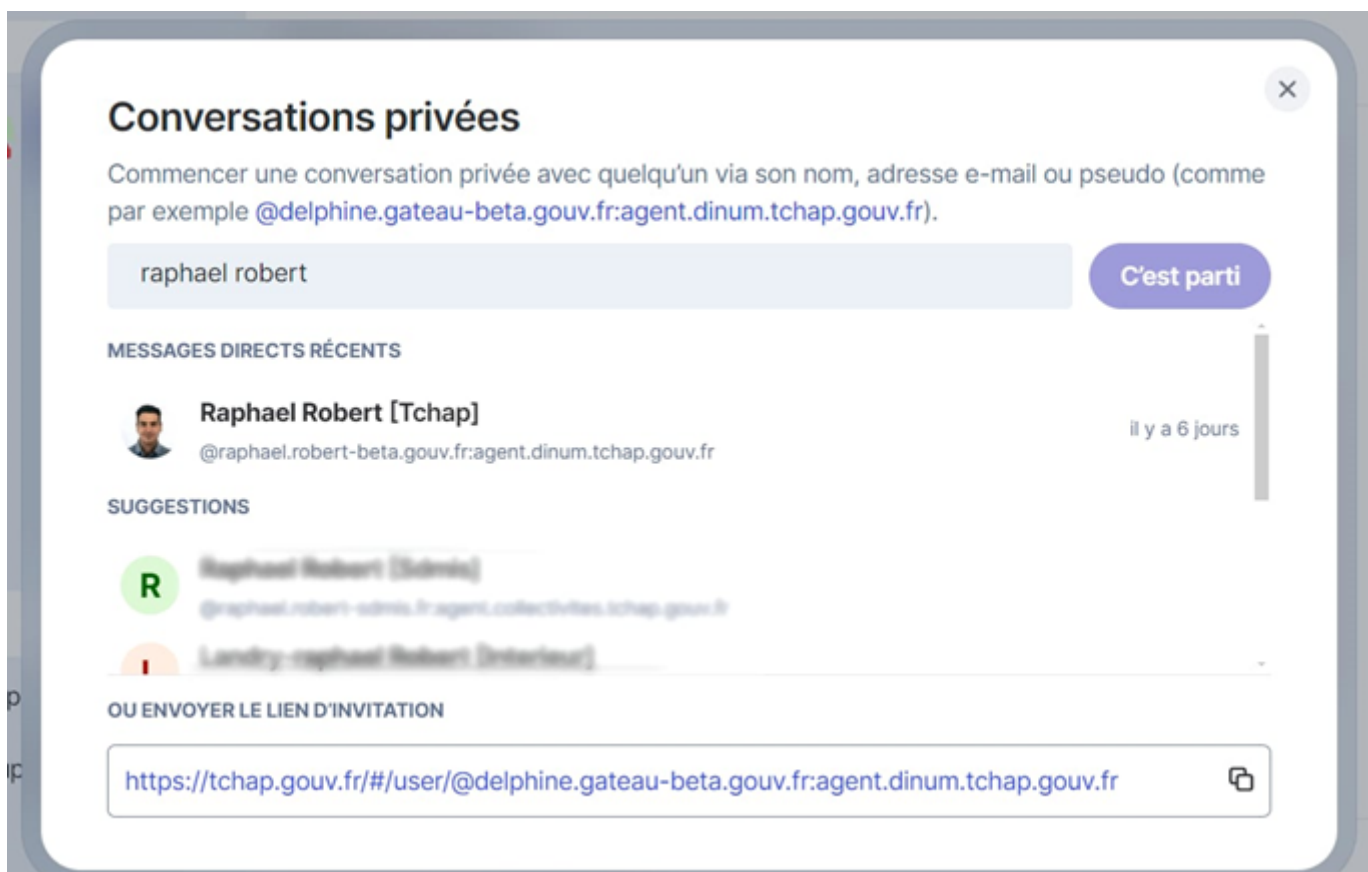 Conversations privées
Commencer une conversation privée avec quelqu'un via son nom, adresse e-mail ou pseudo (comme
par exemple @delphine.gateau-beta.gouv.fr:agent.dinum.tchap.gouv.fr).
raphael robert
C'est parti
MESSAGES DIRECTS RÉCENTS
Raphael Robert [Tchap]
il y a 6 jours
@raphael.robert-beta.gouv.fr:agent.dinum.tchap.gouv.fr
SUGGESTIONS
R
OU ENVOYER LE LIEN D'INVITATION
https://tchap.gouv.fr/#/user/@delphine.gateau-beta.gouv.fr:agent.dinum.tchap.gouv.fr